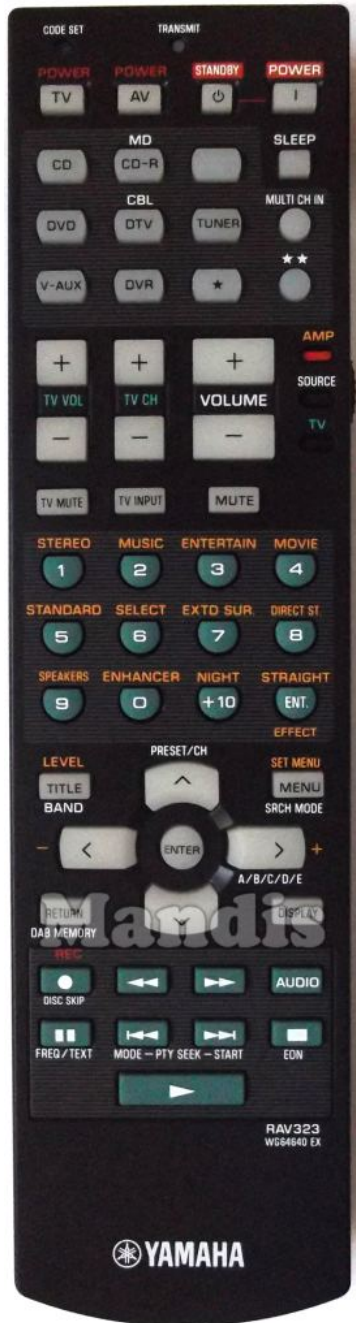 CODE SET TRANSMIT
POWER POWER STANDBY POWER
TV AV I
MD SLEEP
CD CD-R
CBL MULTI CH IN
DVD DTV TUNER
★★
V-AUX DVR ★
AMP
+ + +
SOURCE
TV VOL TV CH VOLUME
TV
− − −
TV MUTE TV INPUT MUTE
STEREO MUSIC ENTERTAIN MOVIE
1 2 3 4
STANDARD SELECT EXTD SUR. DIRECT ST.
5 6 7 8
SPEAKERS ENHANCER NIGHT STRAIGHT
9 0 +10 ENT.
EFFECT
PRESET/CH
LEVEL SET MENU
TITLE MENU
BAND SRCH MODE
− ENTER +
A/B/C/D/E
RETURN Mandis DISPLAY
DAB MEMORY
REC
AUDIO
DISC SKIP
FREQ/TEXT MODE−PTY SEEK−START EON
RAV323
WG64640 EX
YAMAHA